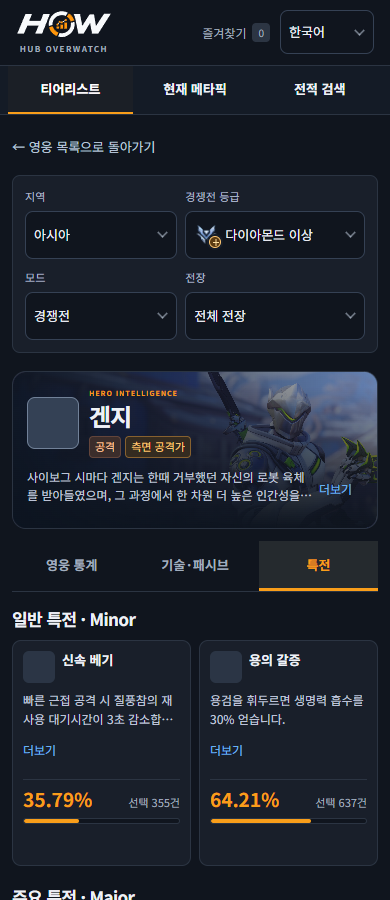 HOW
HUB OVERWATCH
즐겨찾기 0
한국어
티어리스트 현재 메타픽 전적 검색
← 영웅 목록으로 돌아가기
지역 경쟁전 등급
아시아 다이아몬드 이상
모드 전장
경쟁전 전체 전장
HERO INTELLIGENCE
겐지
공격 측면 공격가
사이보그 시마다 겐지는 한때 거부했던 자신의 로봇 육체
를 받아들였으며, 그 과정에서 한 차원 더 높은 인간성을…
더보기
영웅 통계 기술·패시브 특전
일반 특전 · Minor
신속 베기
빠른 근접 공격 시 질풍참의 재
사용 대기시간이 3초 감소합…
더보기
35.79% 선택 355건
용의 갈증
용검을 휘두르면 생명력 흡수를
30% 얻습니다.
더보기
64.21% 선택 637건
주요 특전 · Major